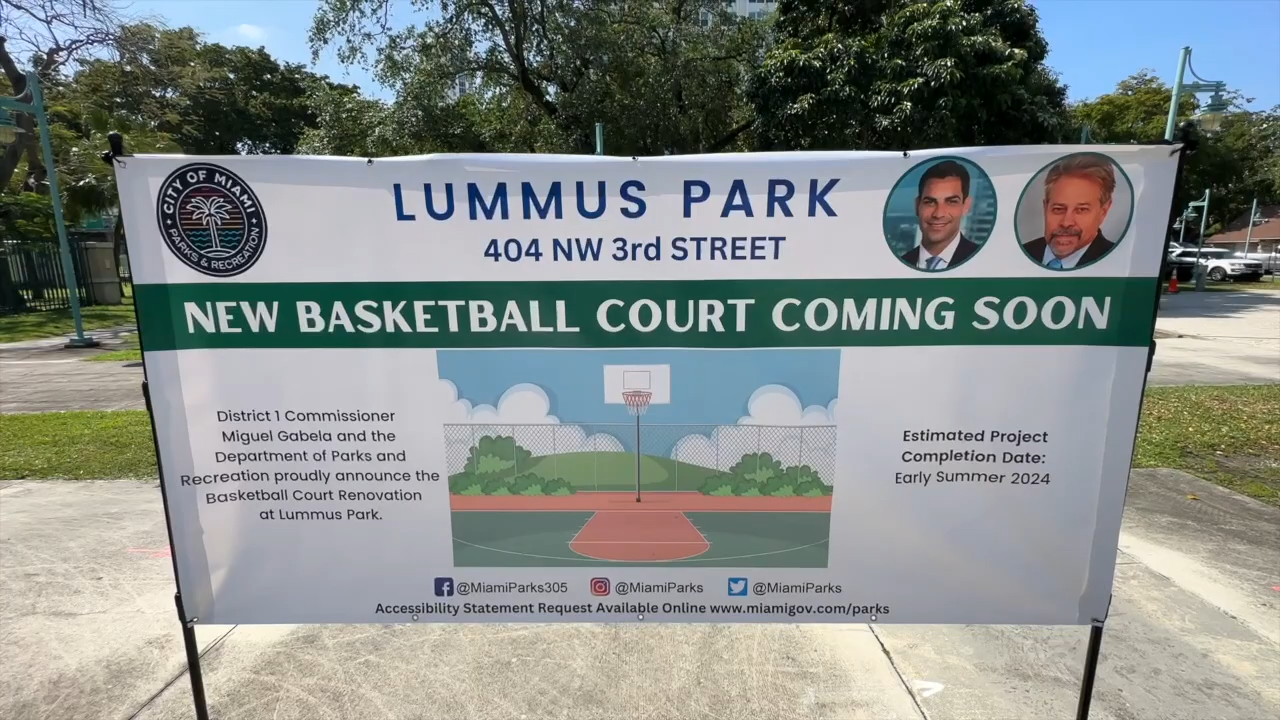 CITY OF MIAMI
PARKS & RECREATION
LUMMUS PARK
404 NW 3rd STREET
NEW BASKETBALL COURT COMING SOON
District 1 Commissioner
Miguel Gabela and the
Department of Parks and
Recreation proudly announce the
Basketball Court Renovation
at Lummus Park.
Estimated Project
Completion Date:
Early Summer 2024
@MiamiParks305 @MiamiParks @MiamiParks
Accessibility Statement Request Available Online www.miamigov.com/parks